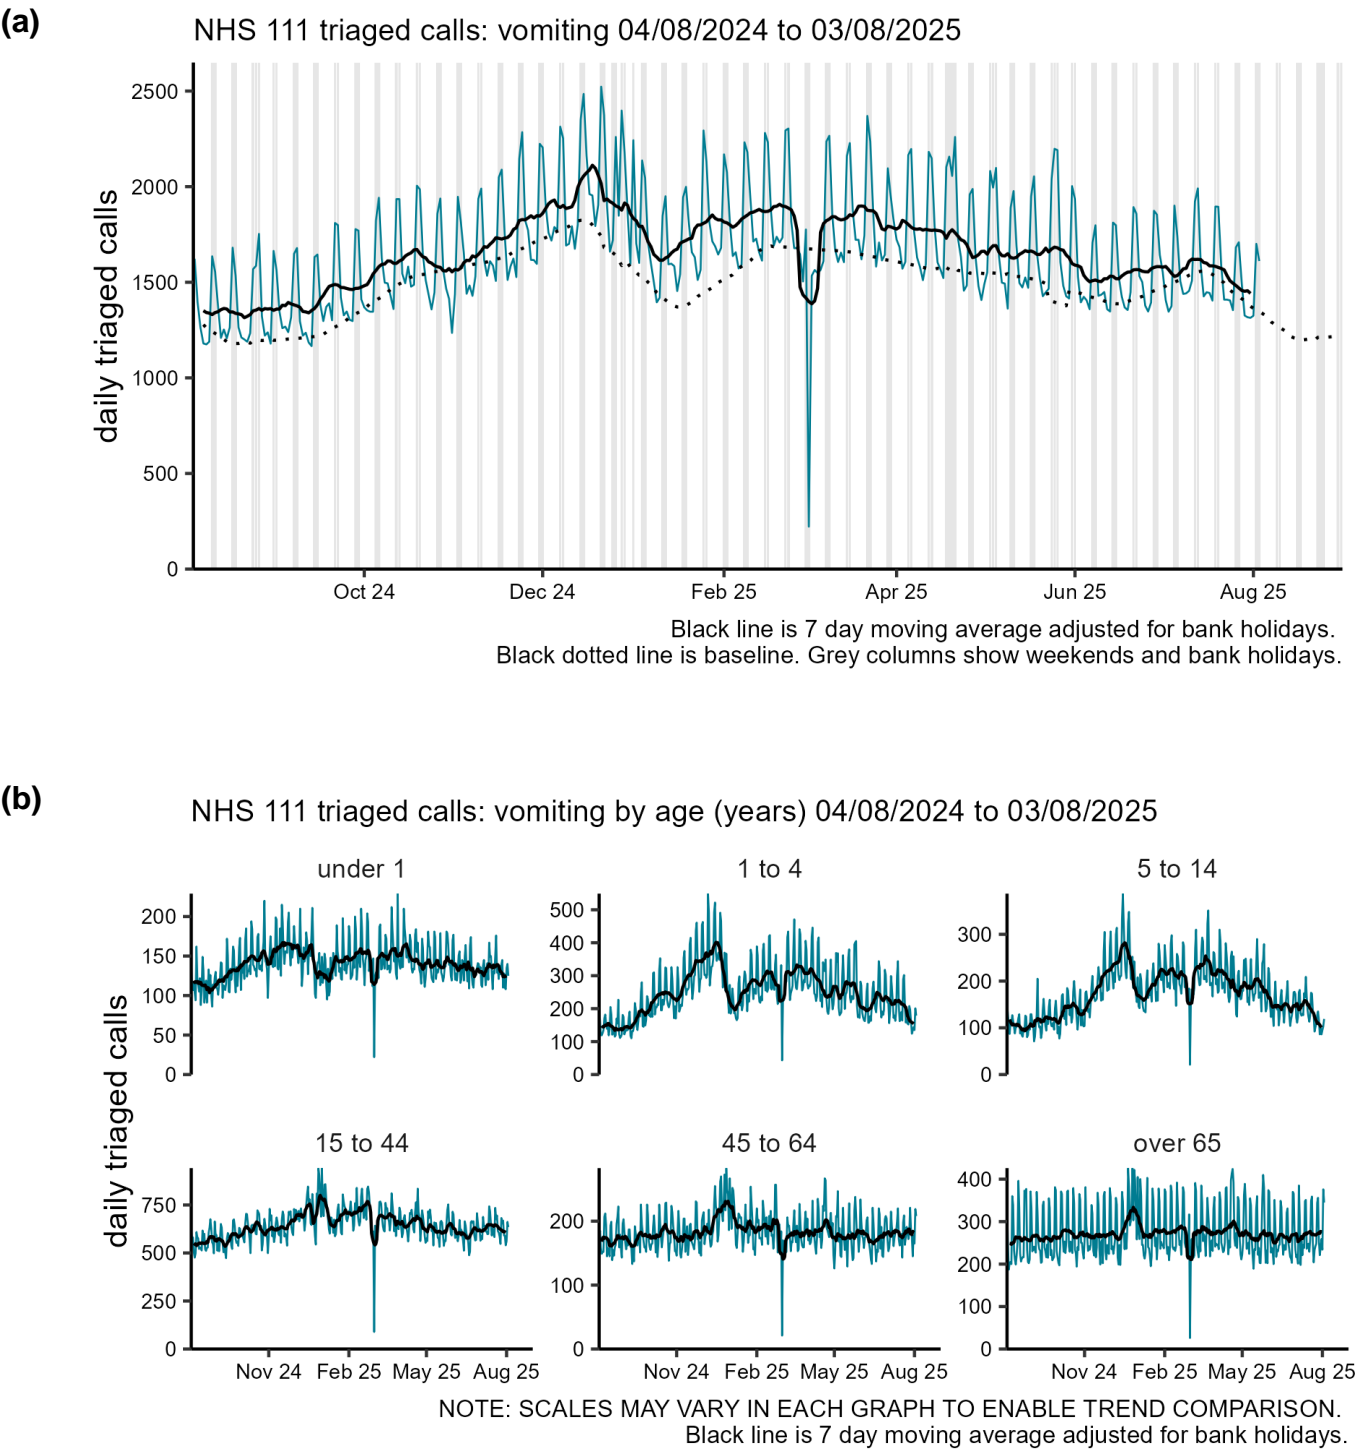 (a)
NHS 111 triaged calls: vomiting 04/08/2024 to 03/08/2025
daily triaged calls
2500
2000
1500
1000
500
0
Oct 24 Dec 24 Feb 25 Apr 25 Jun 25 Aug 25
Black line is 7 day moving average adjusted for bank holidays.
Black dotted line is baseline. Grey columns show weekends and bank holidays.
(b)
NHS 111 triaged calls: vomiting by age (years) 04/08/2024 to 03/08/2025
daily triaged calls
under 1
200
150
100
50
0
1 to 4
500
400
300
200
100
0
5 to 14
300
200
100
0
15 to 44
750
500
250
0
Nov 24 Feb 25 May 25 Aug 25
45 to 64
200
100
0
Nov 24 Feb 25 May 25 Aug 25
over 65
400
300
200
100
0
Nov 24 Feb 25 May 25 Aug 25
NOTE: SCALES MAY VARY IN EACH GRAPH TO ENABLE TREND COMPARISON.
Black line is 7 day moving average adjusted for bank holidays.